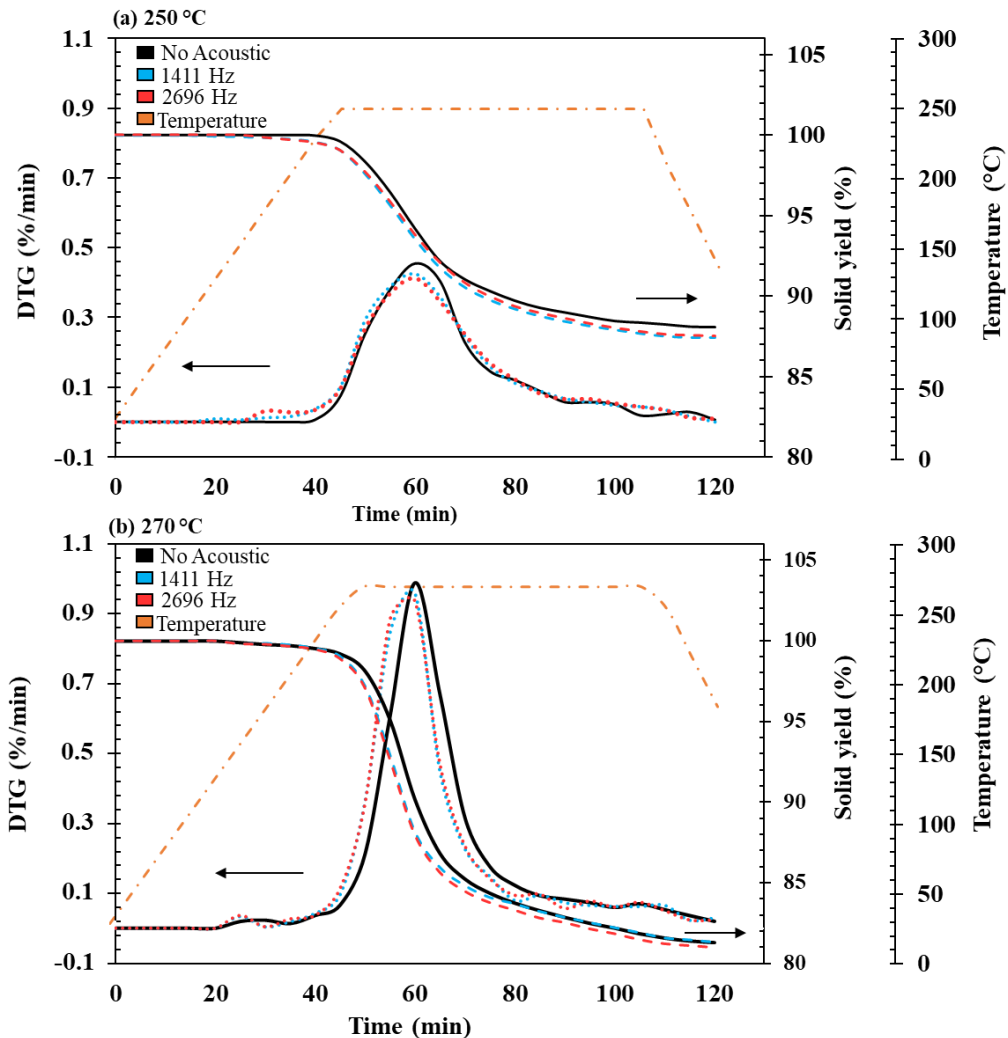 (a) 250 °C
No Acoustic
1411 Hz
2696 Hz
Temperature
DTG (%/min)
1.1
0.9
0.7
0.5
0.3
0.1
-0.1
0 20 40 60 80 100 120
Time (min)
Solid yield (%)
105
100
95
90
85
80
Temperature (°C)
300
250
200
150
100
50
0
(b) 270 °C
No Acoustic
1411 Hz
2696 Hz
Temperature
DTG (%/min)
1.1
0.9
0.7
0.5
0.3
0.1
-0.1
0 20 40 60 80 100 120
Time (min)
Solid yield (%)
105
100
95
90
85
80
Temperature (°C)
300
250
200
150
100
50
0